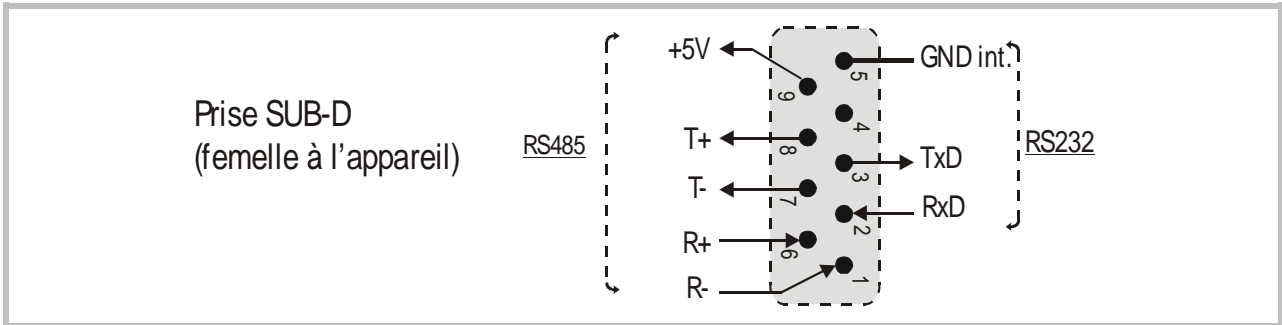 Prise SUB-D
(femelle à l'appareil)
RS485
+5V
T+
T-
R+
R-
9
8
7
6
5
4
3
2
1
GND int.
TxD
RxD
RS232